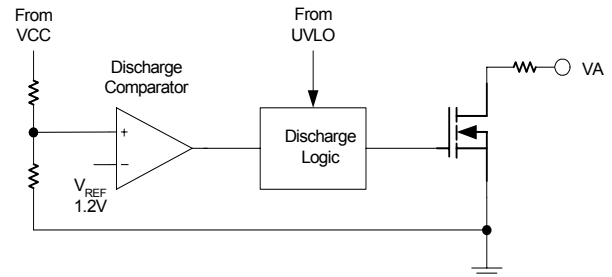 From
VCC
From
UVLO
Discharge
Comparator
VA
+
−
Discharge
Logic
VREF
1.2V